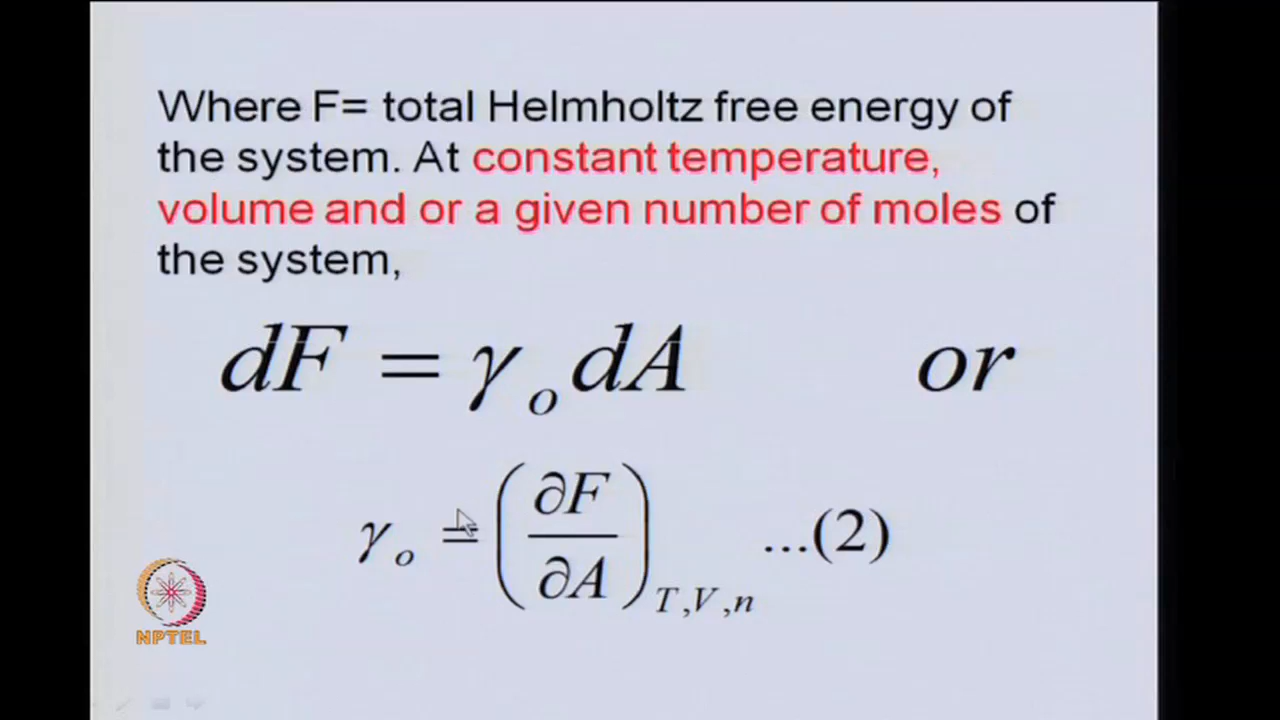 Where F= total Helmholtz free energy of
the system. At constant temperature,
volume and or a given number of moles of
the system,
dF = γₒ dA or
γₒ = (∂F/∂A)T,V,n ...(2)
NPTEL